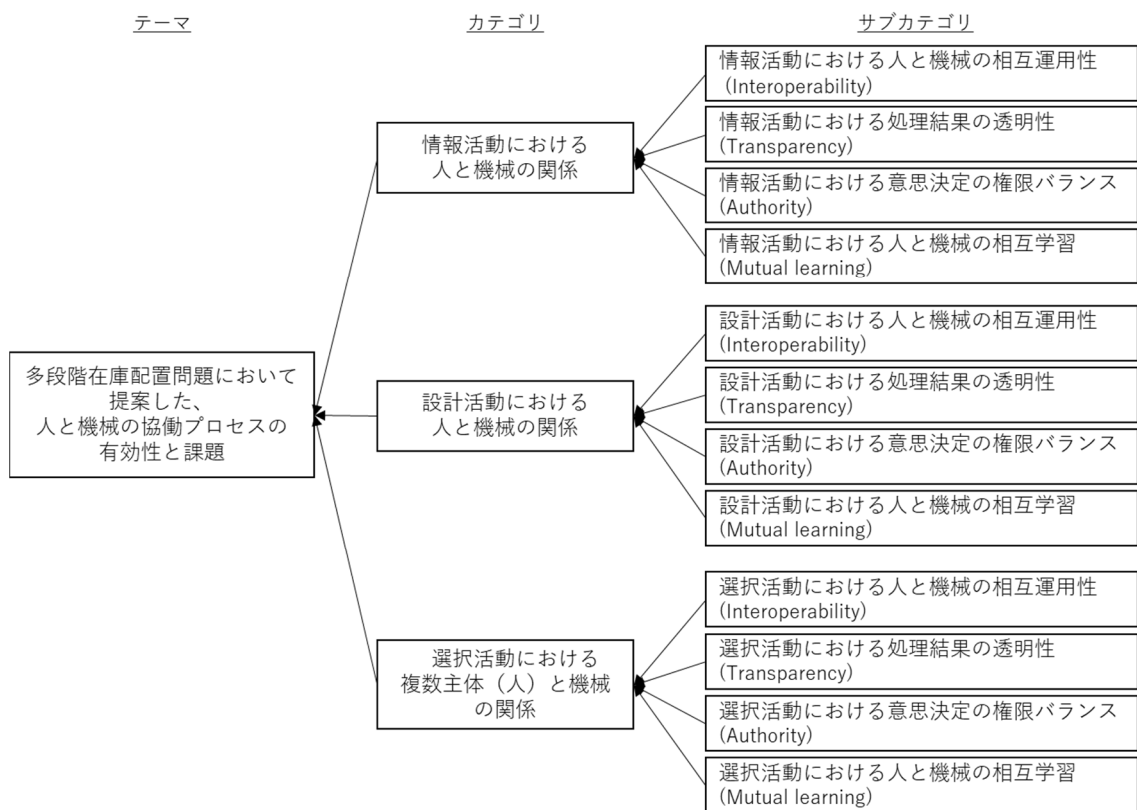 テーマ
カテゴリ
サブカテゴリ
多段階在庫配置問題において
提案した、
人と機械の協働プロセスの
有効性と課題
情報活動における
人と機械の関係
情報活動における人と機械の相互運用性
(Interoperability)
情報活動における処理結果の透明性
(Transparency)
情報活動における意思決定の権限バランス
(Authority)
情報活動における人と機械の相互学習
(Mutual learning)
設計活動における
人と機械の関係
設計活動における人と機械の相互運用性
(Interoperability)
設計活動における処理結果の透明性
(Transparency)
設計活動における意思決定の権限バランス
(Authority)
設計活動における人と機械の相互学習
(Mutual learning)
選択活動における
複数主体（人）と機械
の関係
選択活動における人と機械の相互運用性
(Interoperability)
選択活動における処理結果の透明性
(Transparency)
選択活動における意思決定の権限バランス
(Authority)
選択活動における人と機械の相互学習
(Mutual learning)